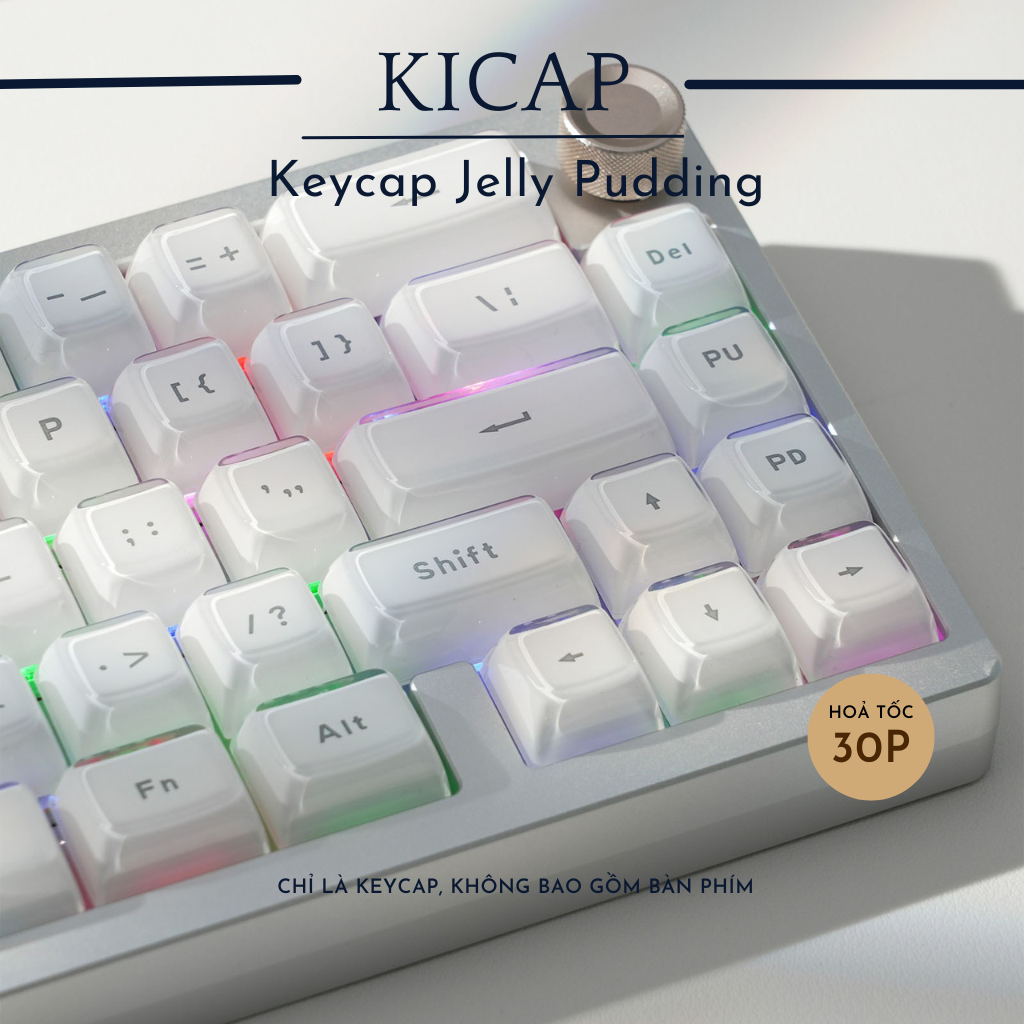 KICAP
Keycap Jelly Pudding
- _
= +
Del
P
[ {
] }
\ ¦
PU
; :
' ,,
PD
. >
/ ?
Shift
Fn
Alt
HOẢ TỐC
30P
CHỈ LÀ KEYCAP, KHÔNG BAO GỒM BÀN PHÍM